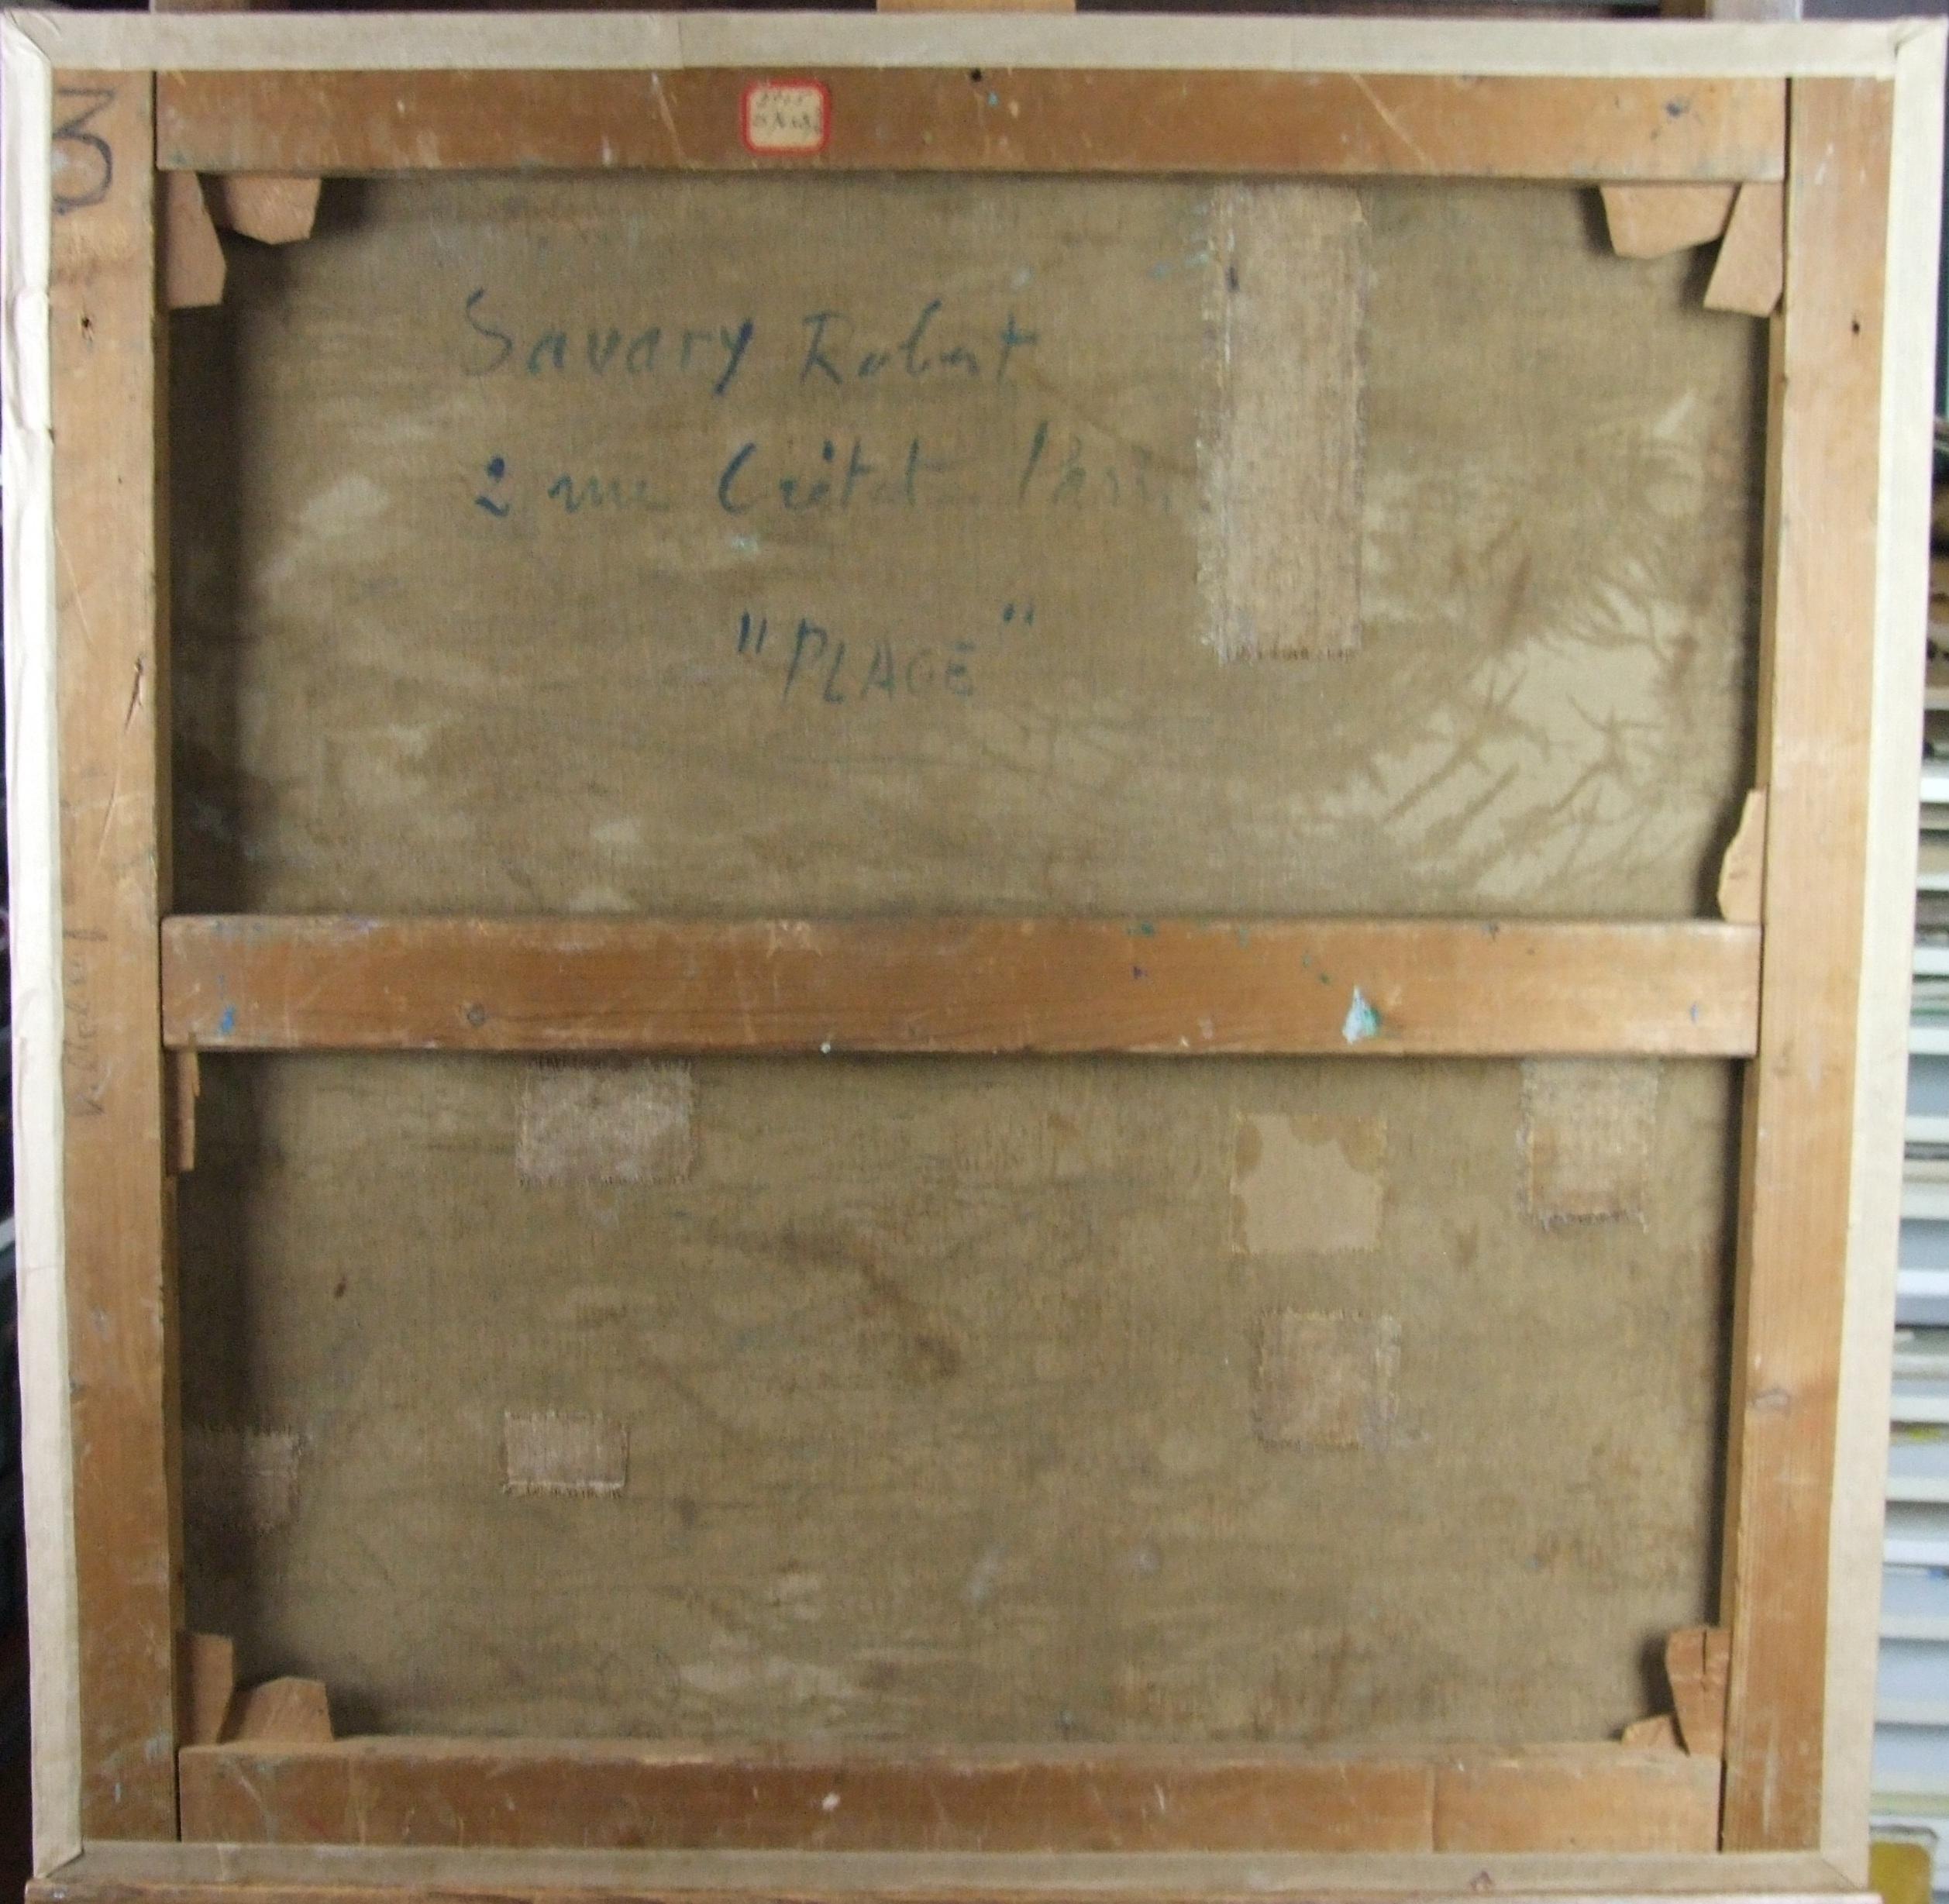 Savary Robert
2 rue Crétet Paris
"PLAGE"